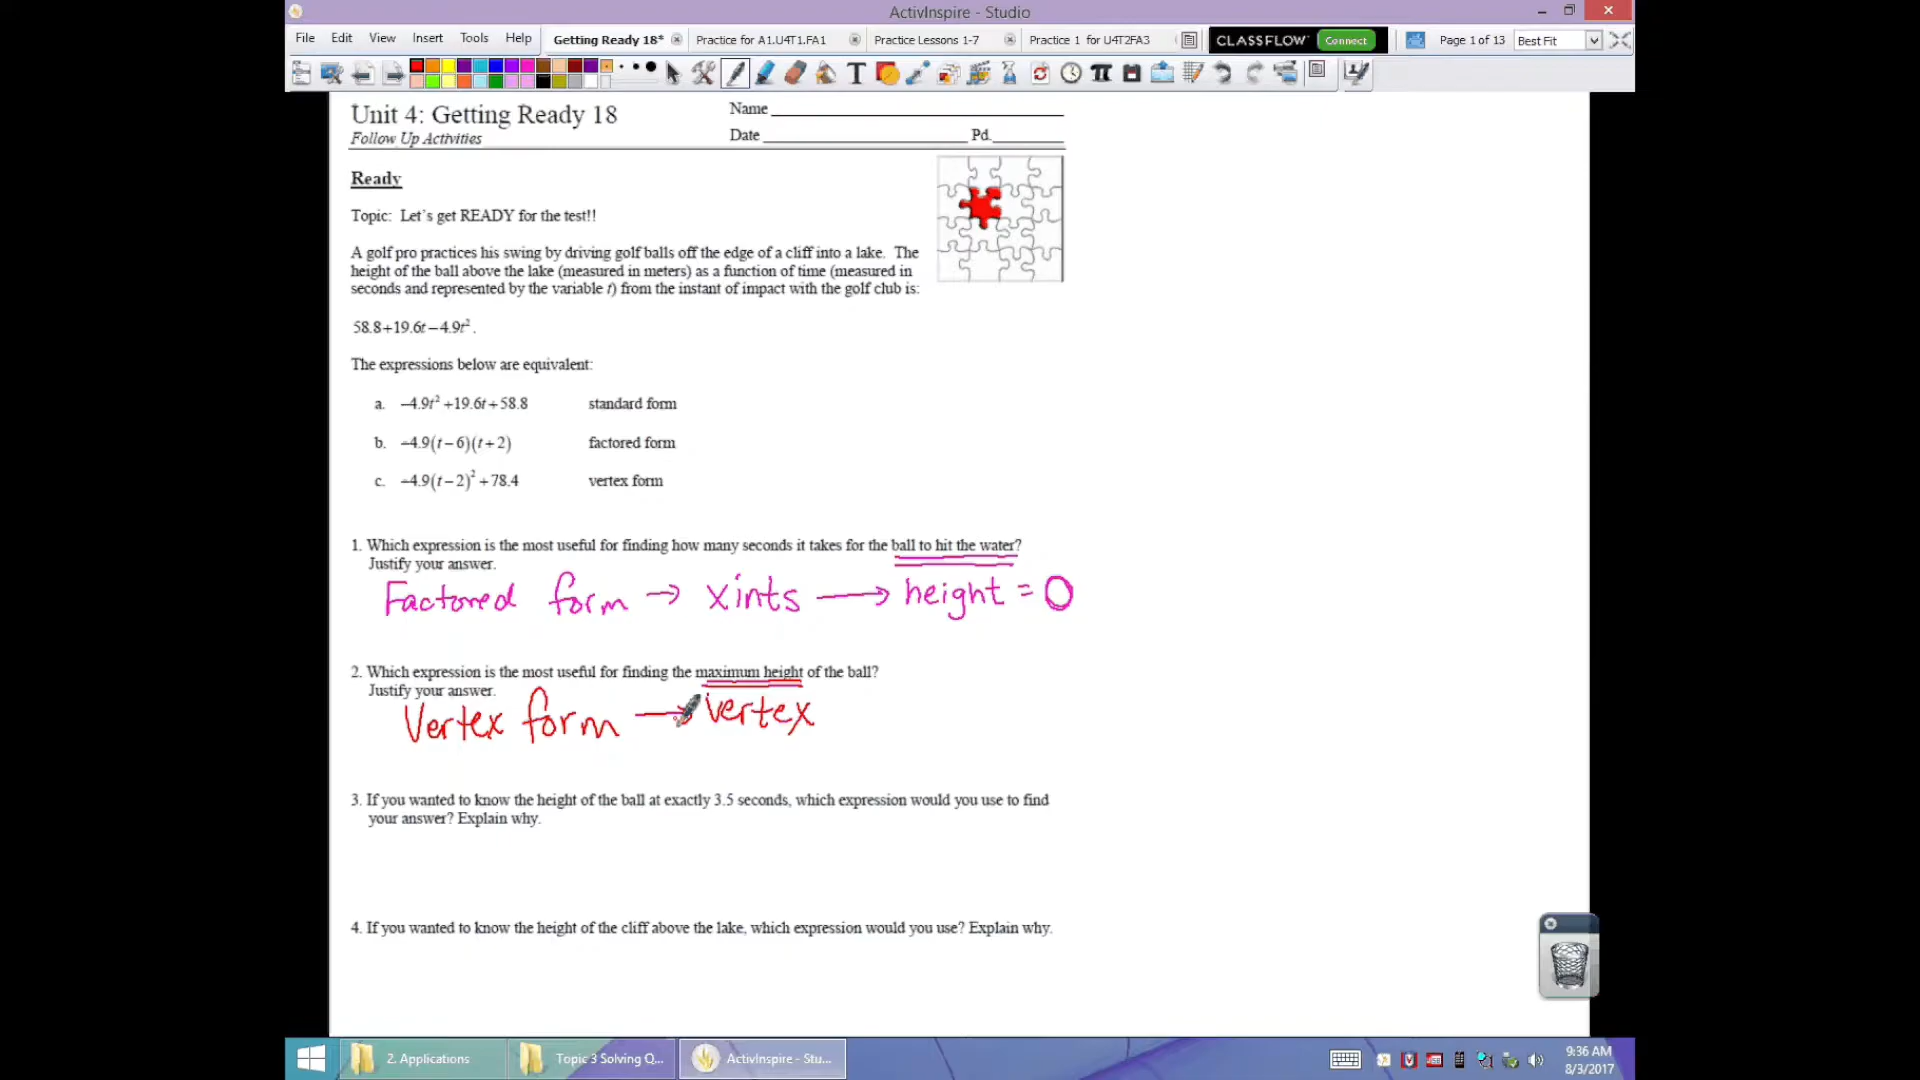 ActivInspire - Studio
File Edit View Insert Tools Help Getting Ready 18* Practice for A1.U4T1.FA1 Practice Lessons 1-7 Practice 1 for U4T2FA3 CLASSFLOW Connect Page 1 of 13 Best Fit
Unit 4: Getting Ready 18 Name
Follow Up Activities Date Pd.
Ready
Topic: Let's get READY for the test!!
A golf pro practices his swing by driving golf balls off the edge of a cliff into a lake. The
height of the ball above the lake (measured in meters) as a function of time (measured in
seconds and represented by the variable t) from the instant of impact with the golf club is:
58.8+19.6t−4.9t².
The expressions below are equivalent:
a. −4.9t²+19.6t+58.8 standard form
b. −4.9(t−6)(t+2) factored form
c. −4.9(t−2)²+78.4 vertex form
1. Which expression is the most useful for finding how many seconds it takes for the ball to hit the water?
Justify your answer.
Factored form → x ints → height = 0
2. Which expression is the most useful for finding the maximum height of the ball?
Justify your answer.
Vertex form → vertex
3. If you wanted to know the height of the ball at exactly 3.5 seconds, which expression would you use to find
your answer? Explain why.
4. If you wanted to know the height of the cliff above the lake, which expression would you use? Explain why.
2. Applications Topic 3 Solving Q... ActivInspire - Stu... 9:36 AM
8/3/2017